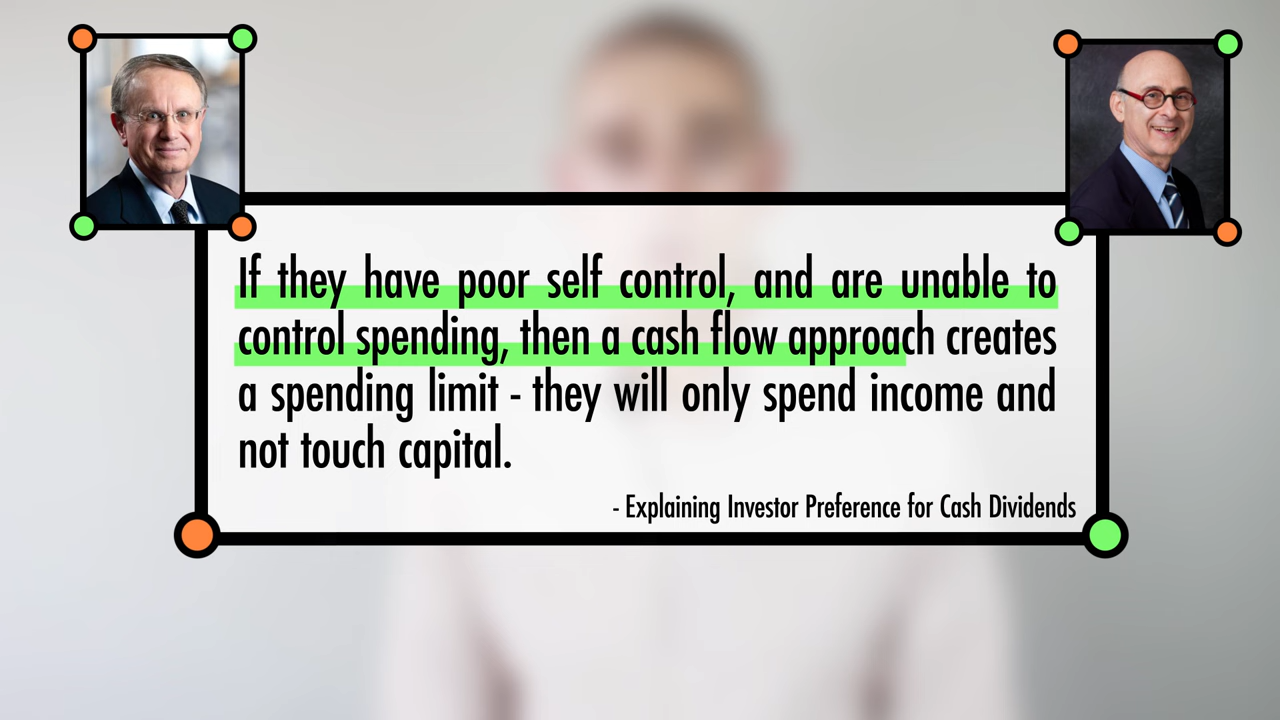 If they have poor self control, and are unable to
control spending, then a cash flow approach creates
a spending limit - they will only spend income and
not touch capital.
- Explaining Investor Preference for Cash Dividends